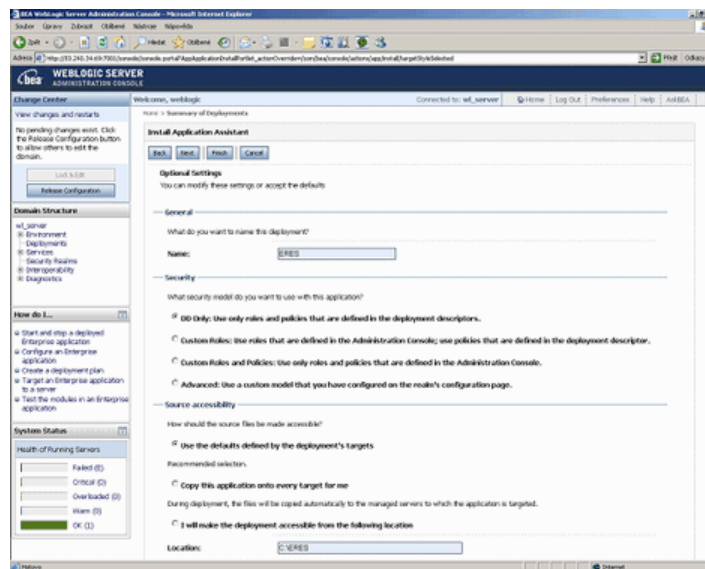 BEA WebLogic Server Administration Console - Microsoft Internet Explorer
Soubor Úpravy Zobrazit Oblíbené Nástroje Nápověda
Zpět Hledat Oblíbené
Adresa Přejít Odkazy
bea WEBLOGIC SERVER
ADMINISTRATION CONSOLE
Change Center
View changes and restarts
No pending changes exist. Click
the Release Configuration button
to allow others to edit the
domain.
Lock & Edit
Release Configuration
Domain Structure
wl_server
Environment
Deployments
Services
Security Realms
Interoperability
Diagnostics
How do I...
Start and stop a deployed
Enterprise application
Configure an Enterprise
application
Create a deployment plan
Target an Enterprise application
to a server
Test the modules in an Enterprise
application
System Status
Health of Running Servers
Failed (0)
Critical (0)
Overloaded (0)
Warn (0)
OK (1)
Welcome, weblogic Connected to: wl_server Home Log Out Preferences Help AskBEA
Home > Summary of Deployments
Install Application Assistant
Back Next Finish Cancel
Optional Settings
You can modify these settings or accept the defaults
General
What do you want to name this deployment?
Name: ERES
Security
What security model do you want to use with this application?
DD Only: Use only roles and policies that are defined in the deployment descriptors.
Custom Roles: Use roles that are defined in the Administration Console; use policies that are defined in the deployment descriptor.
Custom Roles and Policies: Use only roles and policies that are defined in the Administration Console.
Advanced: Use a custom model that you have configured on the realm's configuration page.
Source accessibility
How should the source files be made accessible?
Use the defaults defined by the deployment's targets
Recommended selection.
Copy this application onto every target for me
During deployment, the files will be copied automatically to the managed servers to which the application is targeted.
I will make the deployment accessible from the following location
Location: C:\ERES
Hotovo Internet